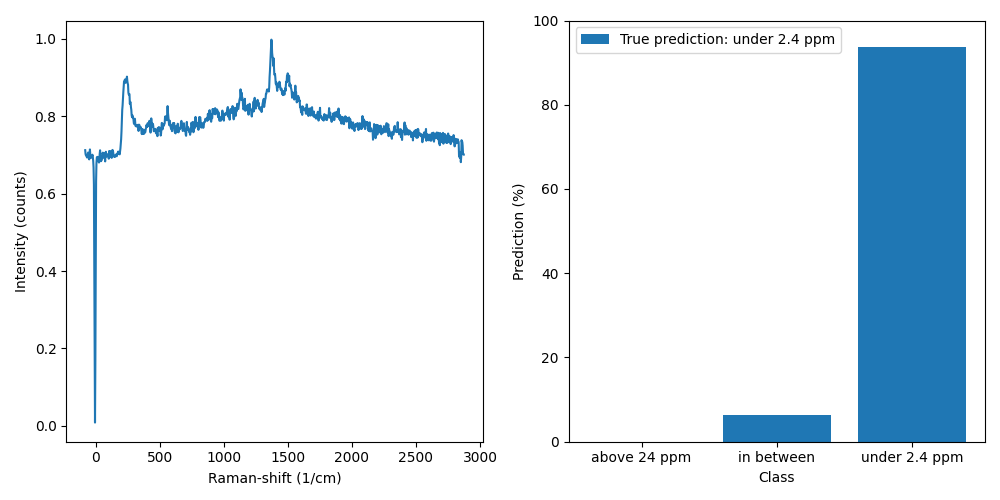 1.0
0.8
0.6
0.4
0.2
0.0
Intensity (counts)
0
500
1000
1500
2000
2500
3000
Raman-shift (1/cm)
100
80
60
40
20
0
Prediction (%)
True prediction: under 2.4 ppm
above 24 ppm
in between
under 2.4 ppm
Class